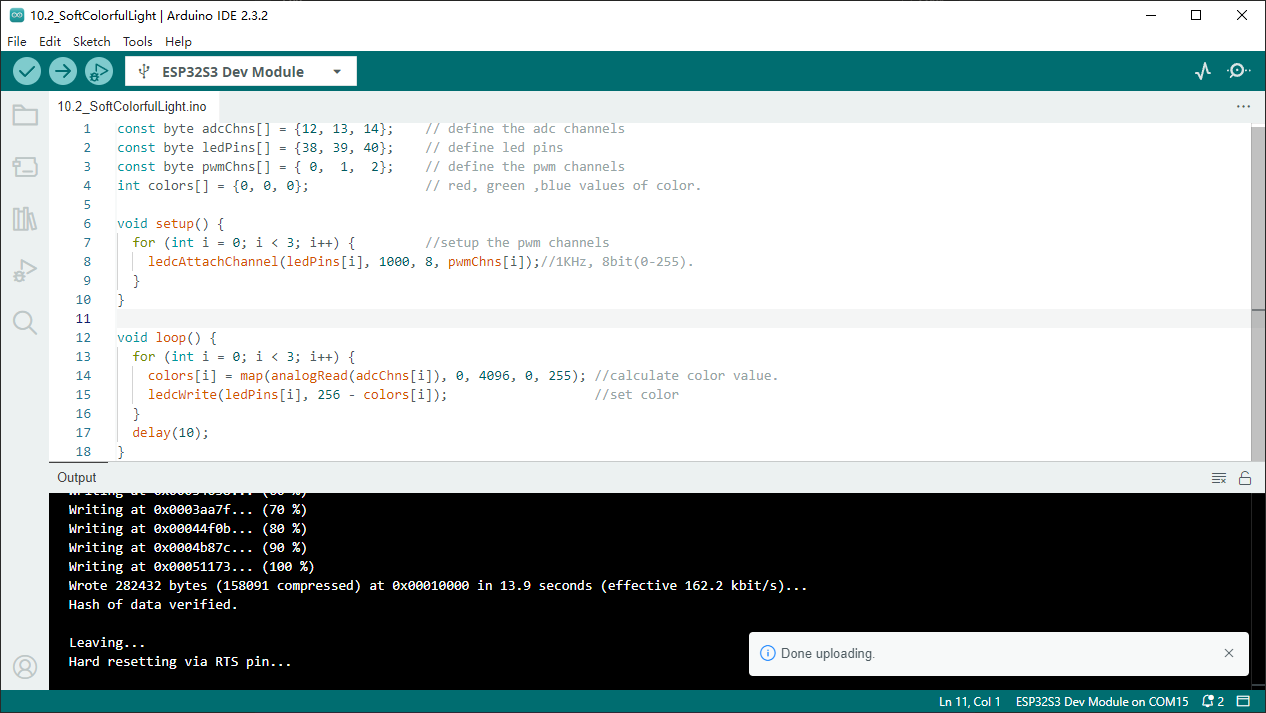 10.2_SoftColorfulLight | Arduino IDE 2.3.2
File Edit Sketch Tools Help
ESP32S3 Dev Module
10.2_SoftColorfulLight.ino
1 const byte adcChns[] = {12, 13, 14};    // define the adc channels
2 const byte ledPins[] = {38, 39, 40};    // define led pins
3 const byte pwmChns[] = { 0,  1,  2};    // define the pwm channels
4 int colors[] = {0, 0, 0};               // red, green ,blue values of color.
5
6 void setup() {
7   for (int i = 0; i < 3; i++) {         //setup the pwm channels
8     ledcAttachChannel(ledPins[i], 1000, 8, pwmChns[i]);//1KHz, 8bit(0-255).
9   }
10 }
11
12 void loop() {
13   for (int i = 0; i < 3; i++) {
14     colors[i] = map(analogRead(adcChns[i]), 0, 4096, 0, 255); //calculate color value.
15     ledcWrite(ledPins[i], 256 - colors[i]);                   //set color
16   }
17   delay(10);
18 }
Output
Writing at 0x0003aa7f... (70 %)
Writing at 0x00044f0b... (80 %)
Writing at 0x0004b87c... (90 %)
Writing at 0x00051173... (100 %)
Wrote 282432 bytes (158091 compressed) at 0x00010000 in 13.9 seconds (effective 162.2 kbit/s)...
Hash of data verified.
Leaving...
Hard resetting via RTS pin...
Done uploading.
Ln 11, Col 1 ESP32S3 Dev Module on COM15 2